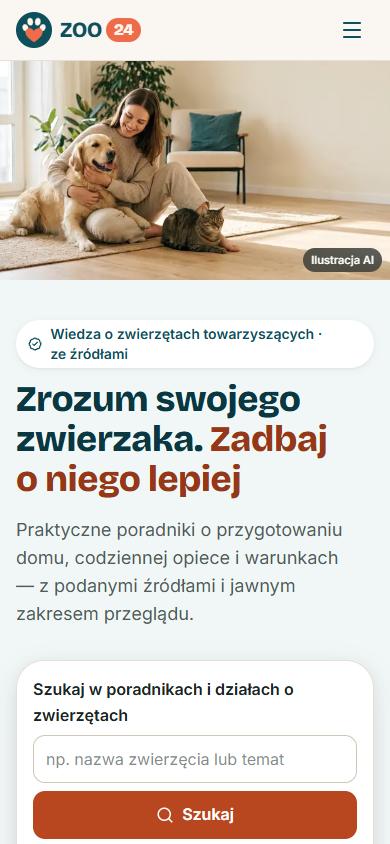 ZOO 24
Ilustracja AI
Wiedza o zwierzętach towarzyszących ·
ze źródłami
Zrozum swojego
zwierzaka. Zadbaj
o niego lepiej
Praktyczne poradniki o przygotowaniu
domu, codziennej opiece i warunkach
— z podanymi źródłami i jawnym
zakresem przeglądu.
Szukaj w poradnikach i działach o
zwierzętach
np. nazwa zwierzęcia lub temat
Szukaj